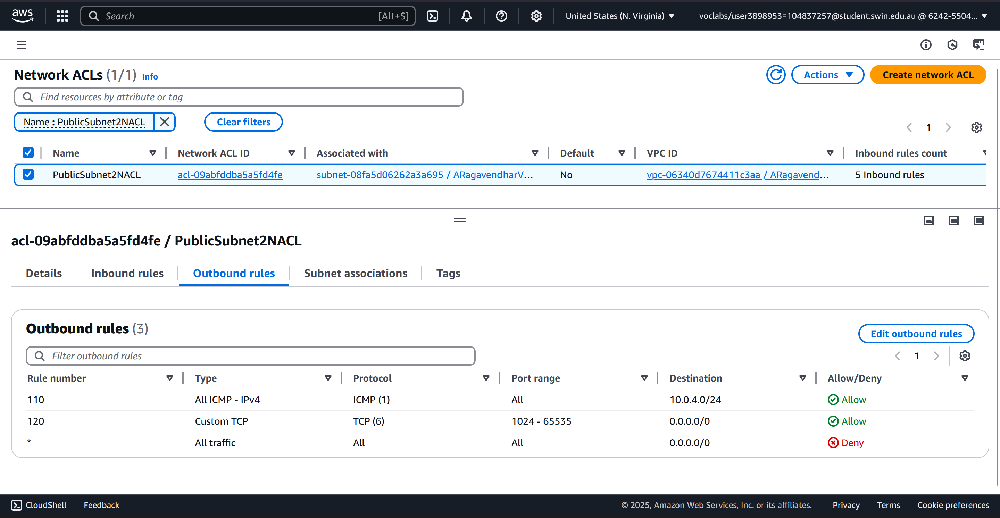 aws
Search [Alt+S] United States (N. Virginia) voclabs/user3898953=104837257@student.swin.edu.au @ 6242-5504...
Network ACLs (1/1) Info
Actions Create network ACL
Find resources by attribute or tag
Name : PublicSubnet2NACL Clear filters
1
Name Network ACL ID Associated with Default VPC ID Inbound rules count
PublicSubnet2NACL acl-09abfddba5a5fd4fe subnet-08fa5d06262a3a695 / ARagavendharV... No vpc-06340d7674411c3aa / ARagavend... 5 Inbound rules
acl-09abfddba5a5fd4fe / PublicSubnet2NACL
Details Inbound rules Outbound rules Subnet associations Tags
Outbound rules (3)
Edit outbound rules
Filter outbound rules 1
Rule number Type Protocol Port range Destination Allow/Deny
110 All ICMP - IPv4 ICMP (1) All 10.0.4.0/24 Allow
120 Custom TCP TCP (6) 1024 - 65535 0.0.0.0/0 Allow
* All traffic All All 0.0.0.0/0 Deny
CloudShell Feedback © 2025, Amazon Web Services, Inc. or its affiliates. Privacy Terms Cookie preferences